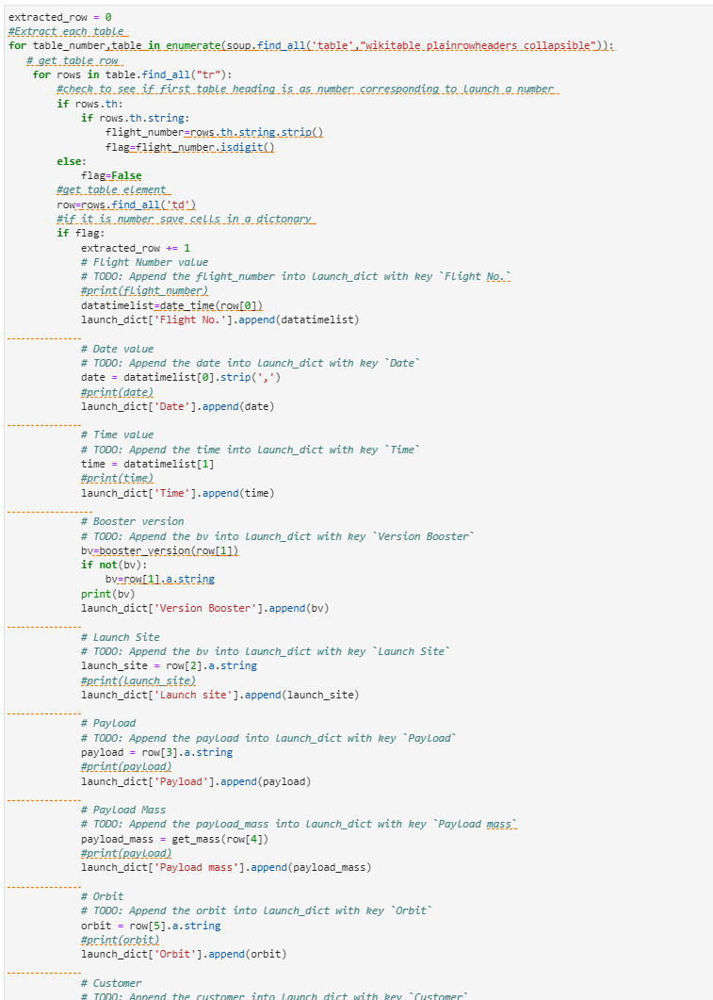 extracted_row = 0
#Extract each table
for table_number,table in enumerate(soup.find_all('table',"wikitable plainrowheaders collapsible")):
   # get table row
    for rows in table.find_all("tr"):
        #check to see if first table heading is as number corresponding to launch a number
        if rows.th:
            if rows.th.string:
                flight_number=rows.th.string.strip()
                flag=flight_number.isdigit()
        else:
            flag=False
        #get table element
        row=rows.find_all('td')
        #if it is number save cells in a dictonary
        if flag:
            extracted_row += 1
            # Flight Number value
            # TODO: Append the flight_number into launch_dict with key `Flight No.`
            #print(flight_number)
            datatimelist=date_time(row[0])
            launch_dict['Flight No.'].append(datatimelist)
            # Date value
            # TODO: Append the date into launch_dict with key `Date`
            date = datatimelist[0].strip(',')
            #print(date)
            launch_dict['Date'].append(date)
            # Time value
            # TODO: Append the time into launch_dict with key `Time`
            time = datatimelist[1]
            #print(time)
            launch_dict['Time'].append(time)
            # Booster version
            # TODO: Append the bv into launch_dict with key `Version Booster`
            bv=booster_version(row[1])
            if not(bv):
                bv=row[1].a.string
            print(bv)
            launch_dict['Version Booster'].append(bv)
            # Launch Site
            # TODO: Append the bv into launch_dict with key `Launch Site`
            launch_site = row[2].a.string
            #print(launch_site)
            launch_dict['Launch site'].append(launch_site)
            # Payload
            # TODO: Append the payload into launch_dict with key `Payload`
            payload = row[3].a.string
            #print(payload)
            launch_dict['Payload'].append(payload)
            # Payload Mass
            # TODO: Append the payload_mass into launch_dict with key `Payload mass`
            payload_mass = get_mass(row[4])
            #print(payload)
            launch_dict['Payload mass'].append(payload_mass)
            # Orbit
            # TODO: Append the orbit into launch_dict with key `Orbit`
            orbit = row[5].a.string
            #print(orbit)
            launch_dict['Orbit'].append(orbit)
            # Customer
            # TODO: Append the customer into launch_dict with key `Customer`